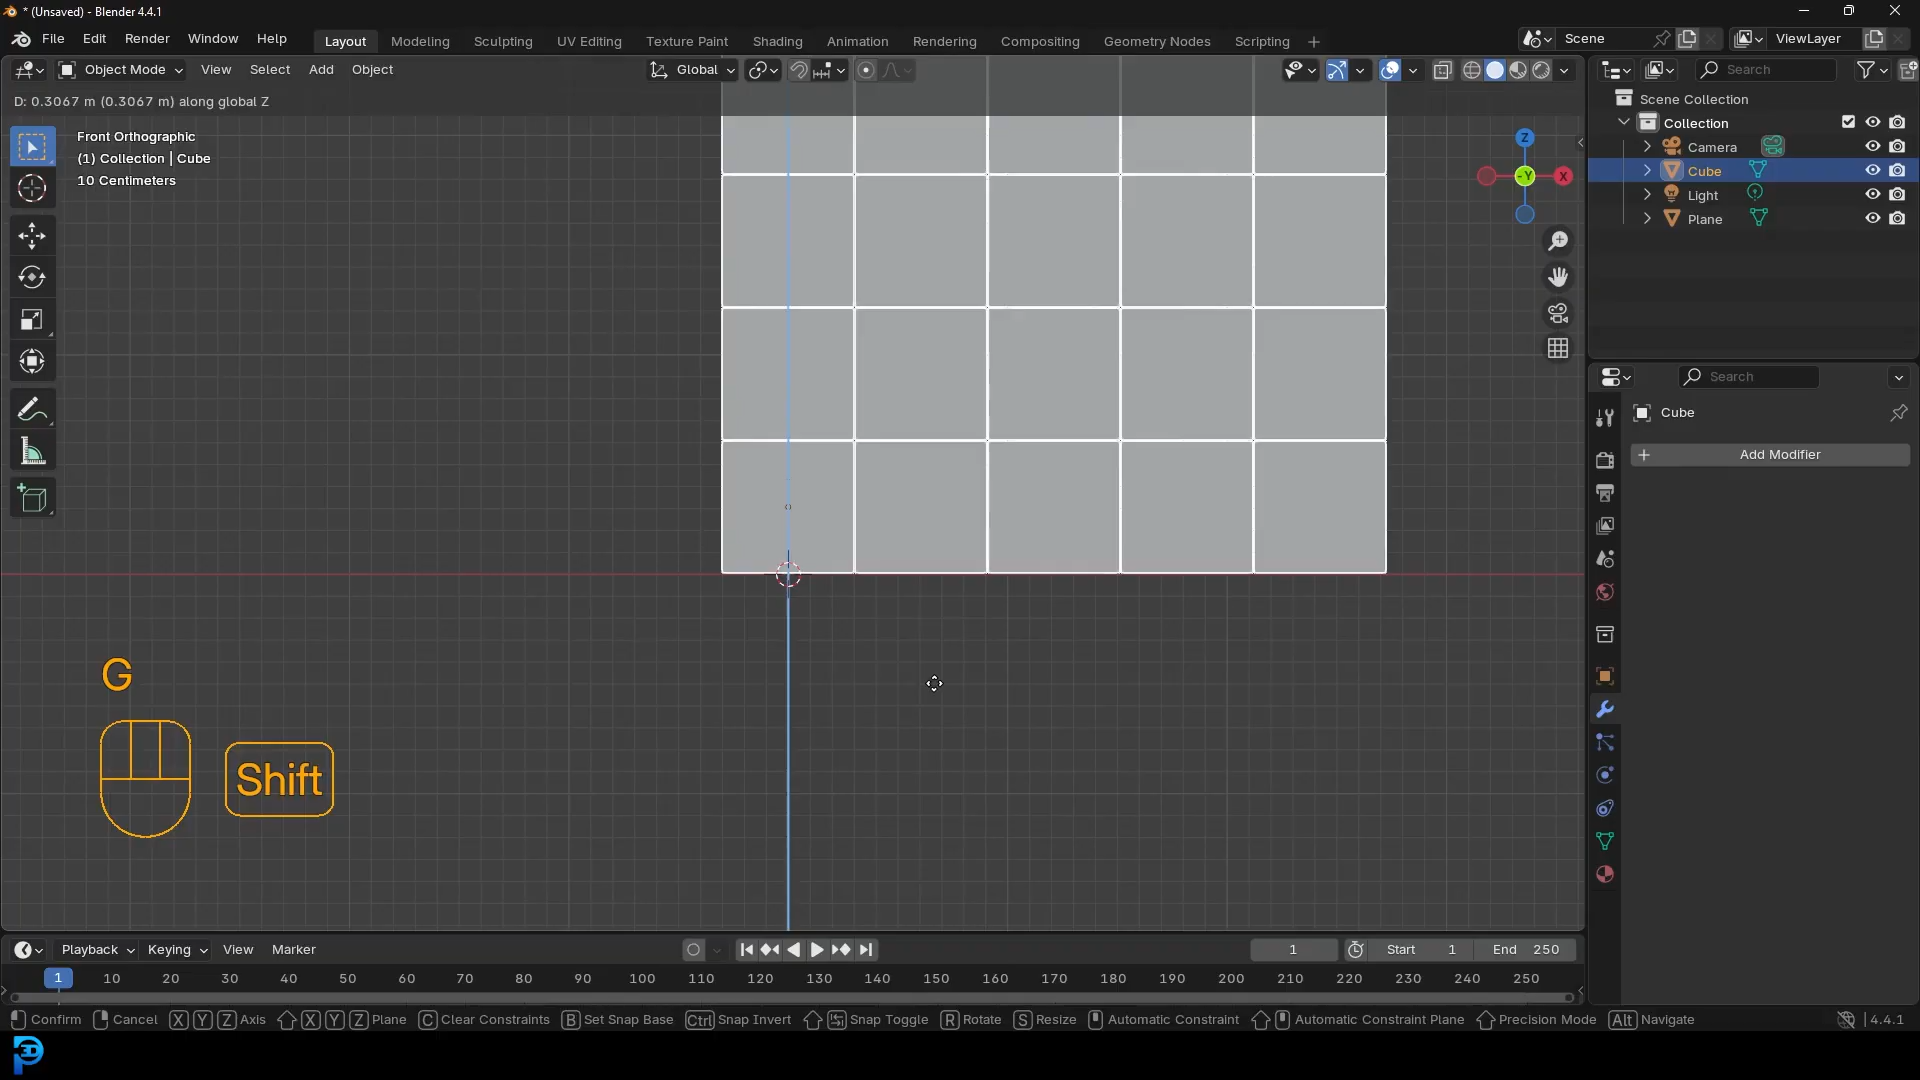 * (Unsaved) - Blender 4.4.1
File Edit Render Window Help Layout Modeling Sculpting UV Editing Texture Paint Shading Animation Rendering Compositing Geometry Nodes Scripting + Scene ViewLayer
Object Mode View Select Add Object Global Search
D: 0.3067 m (0.3067 m) along global Z
Front Orthographic
(1) Collection | Cube
10 Centimeters
Z
-Y
X
Scene Collection
Collection
Camera
Cube
Light
Plane
Search
Cube
+ Add Modifier
G
Shift
Playback Keying View Marker 1 Start 1 End 250
1 10 20 30 40 50 60 70 80 90 100 110 120 130 140 150 160 170 180 190 200 210 220 230 240 250
Confirm Cancel X Y Z Axis X Y Z Plane C Clear Constraints B Set Snap Base Ctrl Snap Invert Snap Toggle R Rotate S Resize Automatic Constraint Automatic Constraint Plane Precision Mode Alt Navigate 4.4.1
3D